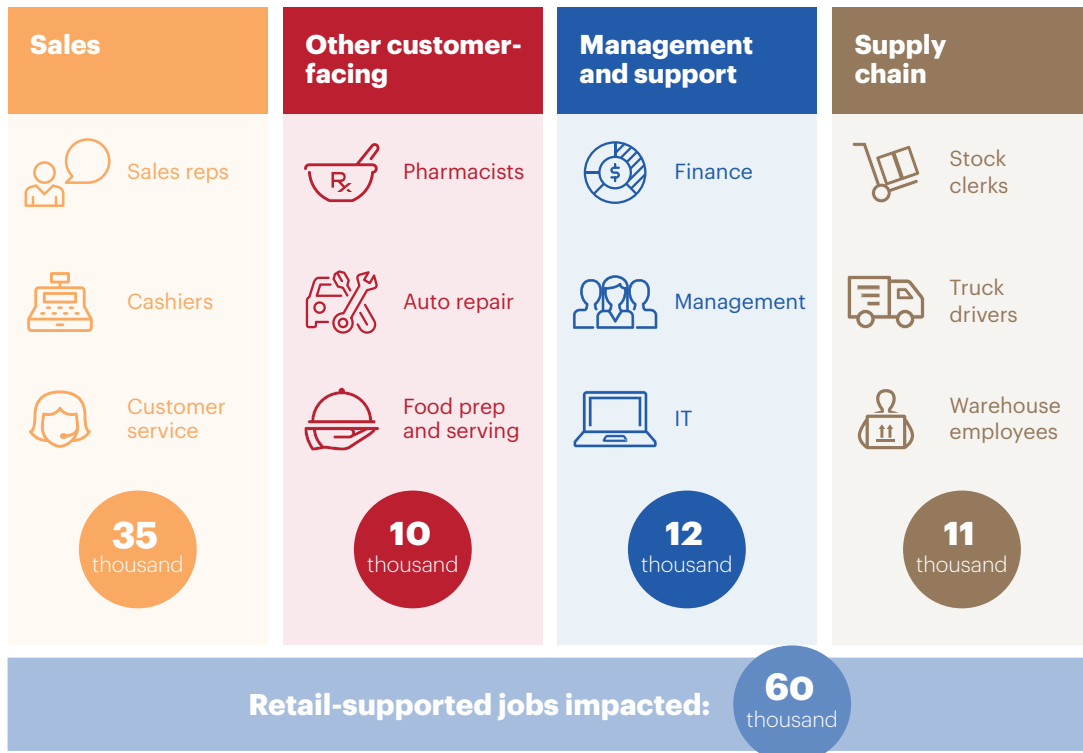 Sales
Sales reps
Cashiers
Customer
service
35
thousand
Other customer-
facing
Rx
Pharmacists
Auto repair
Food prep
and serving
10
thousand
Management
and support
$
Finance
Management
IT
12
thousand
Supply
chain
Stock
clerks
Truck
drivers
Warehouse
employees
11
thousand
Retail-supported jobs impacted:
60
thousand